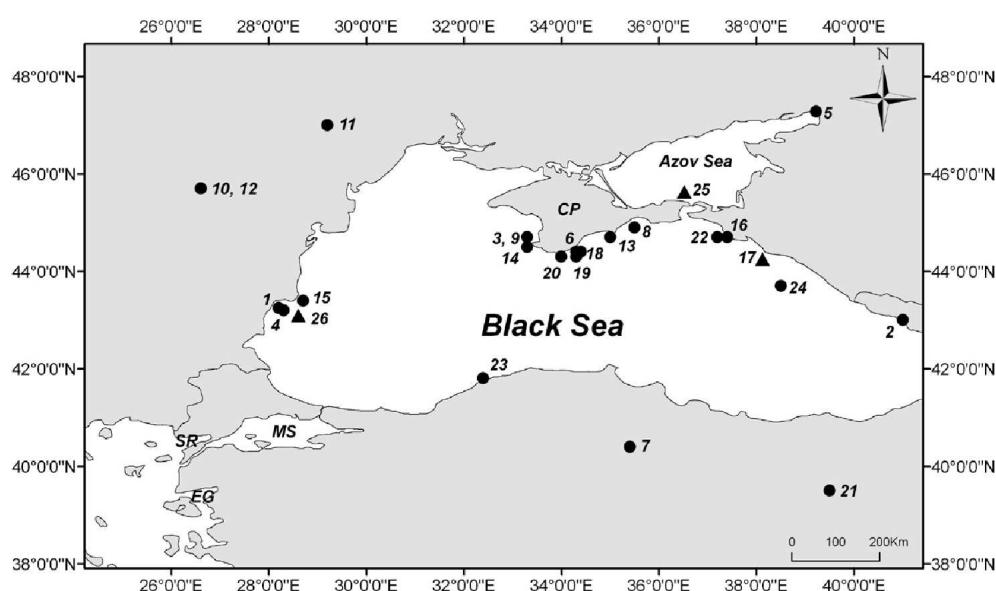 26°0'0"E 28°0'0"E 30°0'0"E 32°0'0"E 34°0'0"E 36°0'0"E 38°0'0"E 40°0'0"E
N
48°0'0"N 48°0'0"N
5
11
Azov Sea
46°0'0"N 46°0'0"N
10, 12
25
CP
16
3, 9 6 8
22
14 18 13
17
44°0'0"N 20 19 44°0'0"N
24
1 15
4 26
Black Sea
2
23
42°0'0"N 42°0'0"N
SR MS
7
40°0'0"N 40°0'0"N
21
EG
0 100 200Km
38°0'0"N 38°0'0"N
26°0'0"E 28°0'0"E 30°0'0"E 32°0'0"E 34°0'0"E 36°0'0"E 38°0'0"E 40°0'0"E